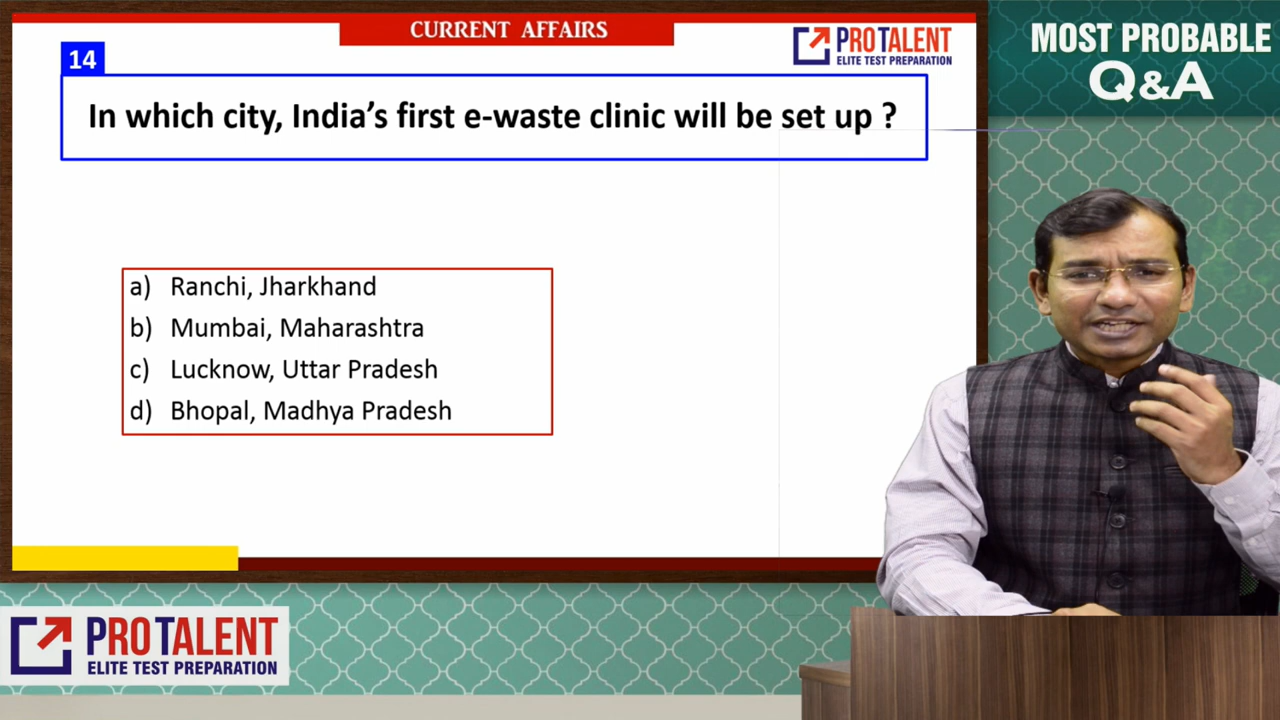 CURRENT AFFAIRS
PROTALENT
ELITE TEST PREPARATION
MOST PROBABLE
Q&A
14
In which city, India’s first e-waste clinic will be set up ?
a) Ranchi, Jharkhand
b) Mumbai, Maharashtra
c) Lucknow, Uttar Pradesh
d) Bhopal, Madhya Pradesh
PROTALENT
ELITE TEST PREPARATION